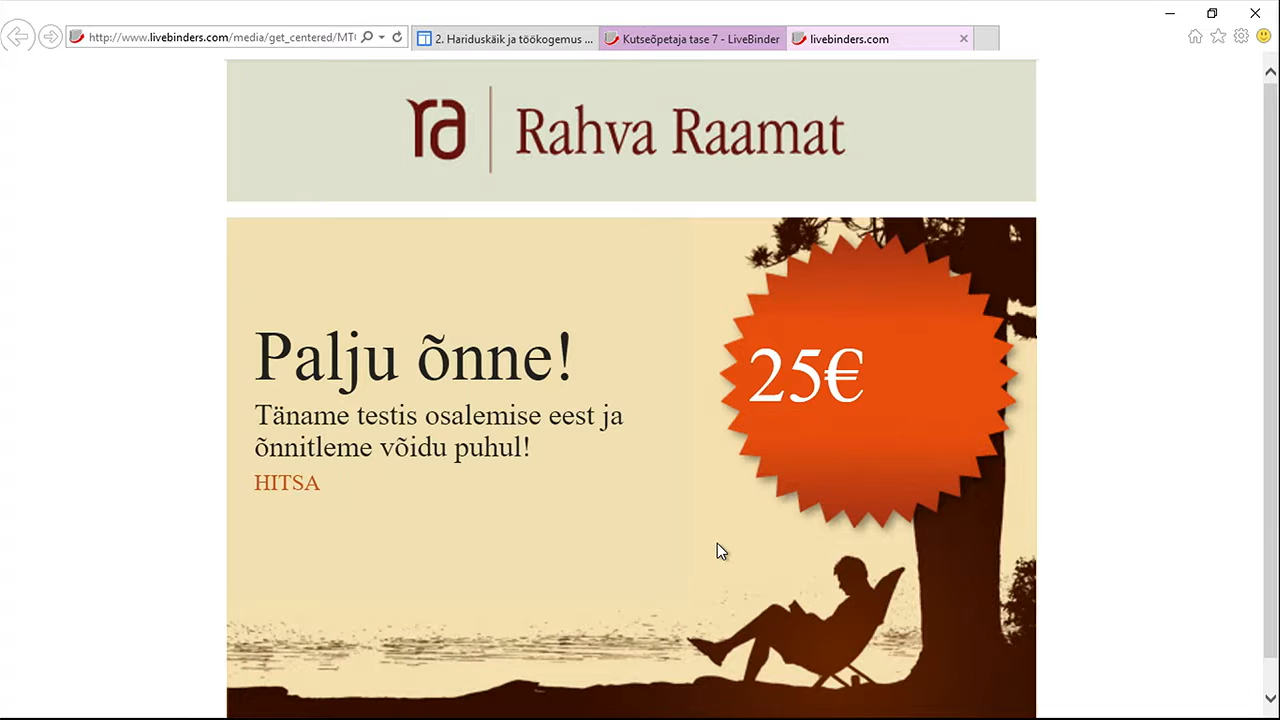 http://www.livebinders.com/media/get_centered/MT
2. Hariduskäik ja töökogemus ...
Kutseõpetaja tase 7 - LiveBinder
livebinders.com
ra
Rahva Raamat
Palju õnne!
Täname testis osalemise eest ja
õnnitleme võidu puhul!
HITSA
25€